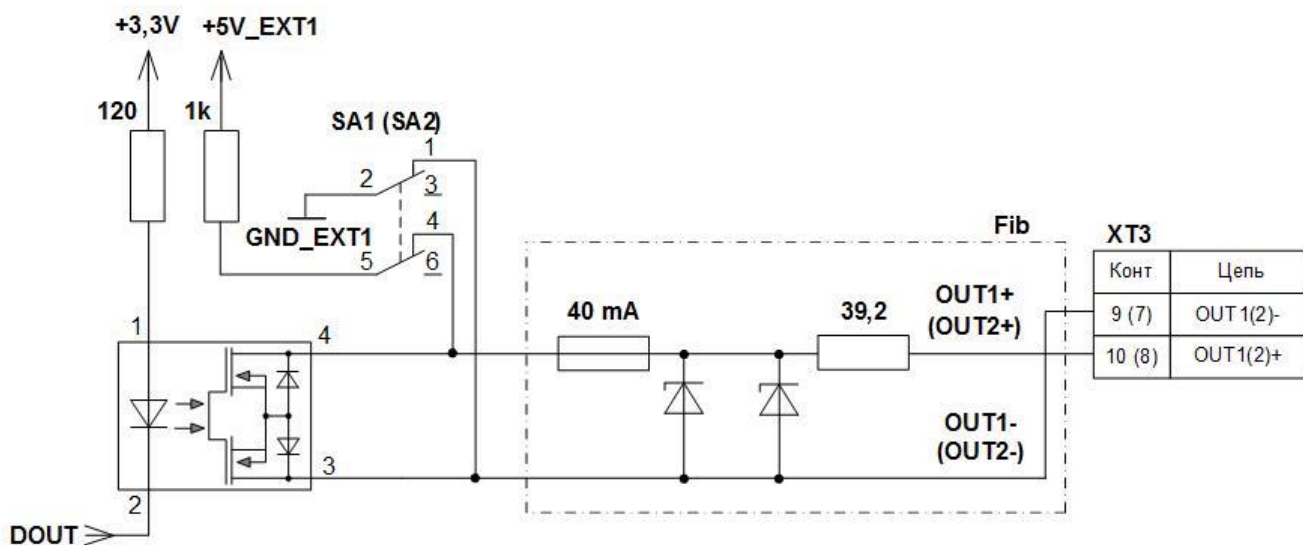 +3,3V +5V_EXT1
120 1k
SA1 (SA2)
1
2
3
4
GND_EXT1
5
6
Fib
XT3
Конт Цепь
9 (7) OUT1(2)-
10 (8) OUT1(2)+
40 mA
OUT1+
(OUT2+)
39,2
1
4
OUT1-
(OUT2-)
3
2
DOUT